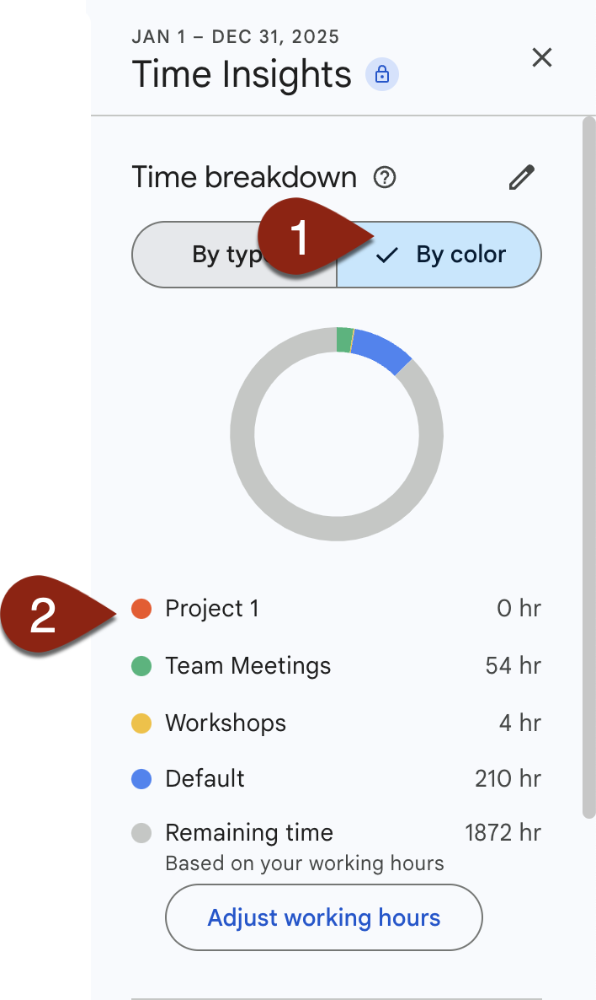 JAN 1 – DEC 31, 2025
Time Insights
Time breakdown
By typ
1
By color
2
Project 1 0 hr
Team Meetings 54 hr
Workshops 4 hr
Default 210 hr
Remaining time 1872 hr
Based on your working hours
Adjust working hours